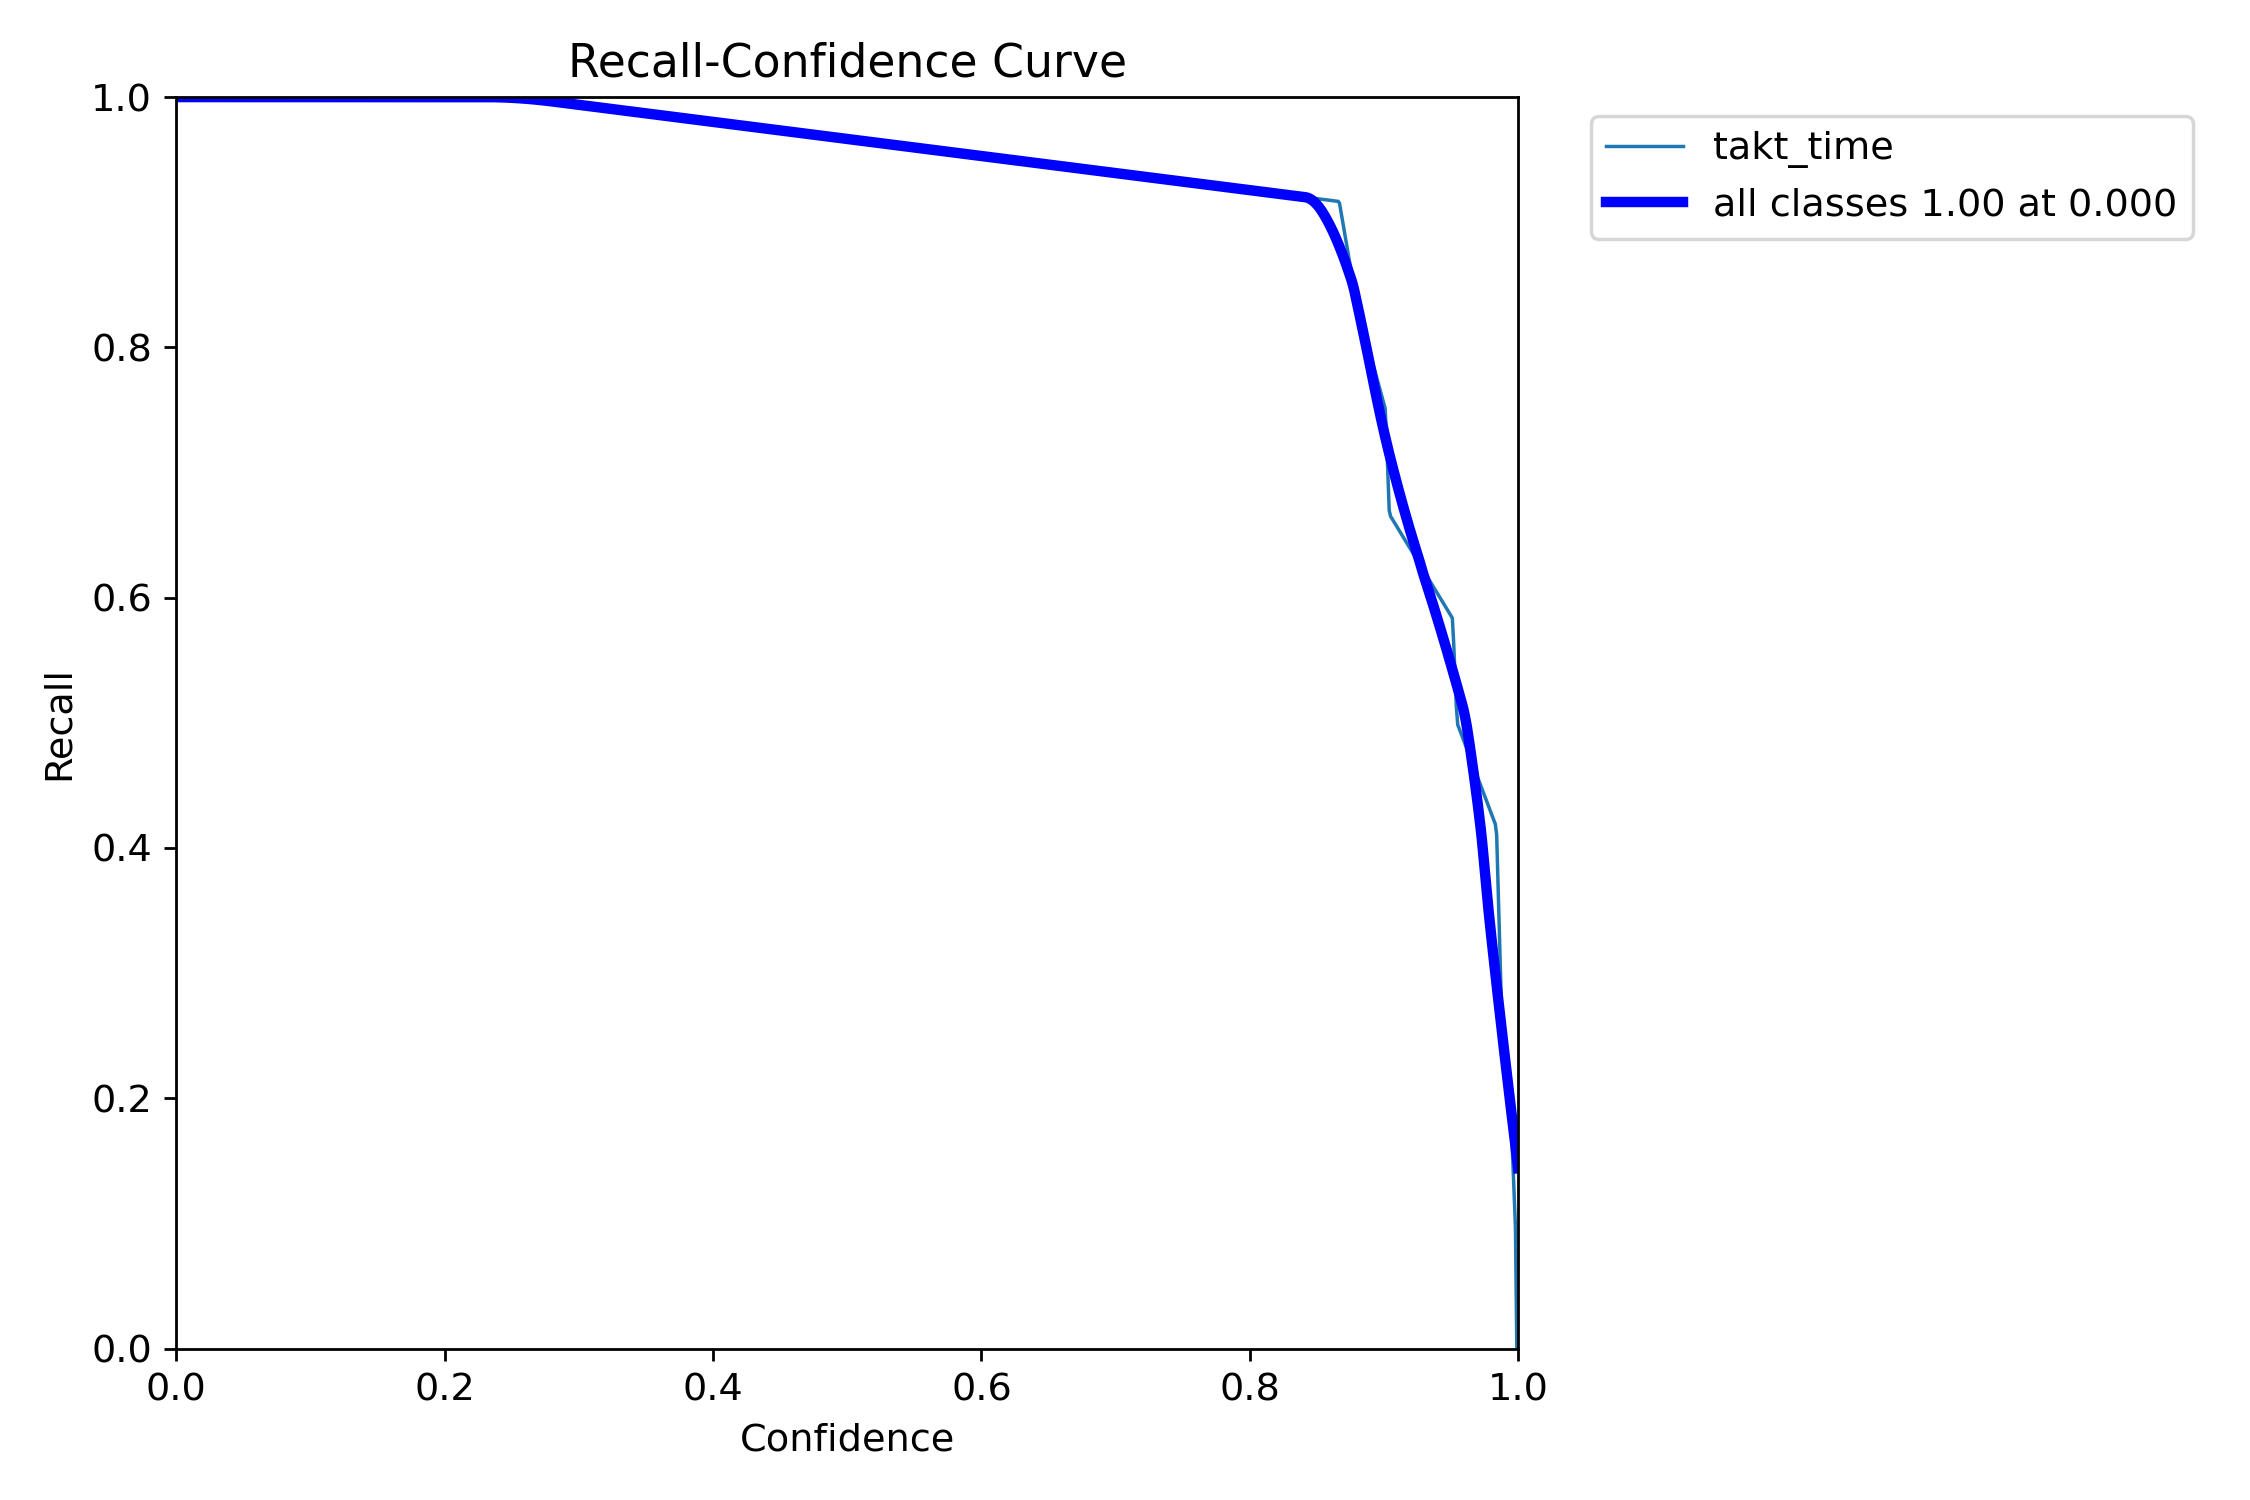 Recall-Confidence Curve
1.0
0.8
0.6
0.4
0.2
0.0
Recall
0.0 0.2 0.4 0.6 0.8 1.0
Confidence
takt_time
all classes 1.00 at 0.000